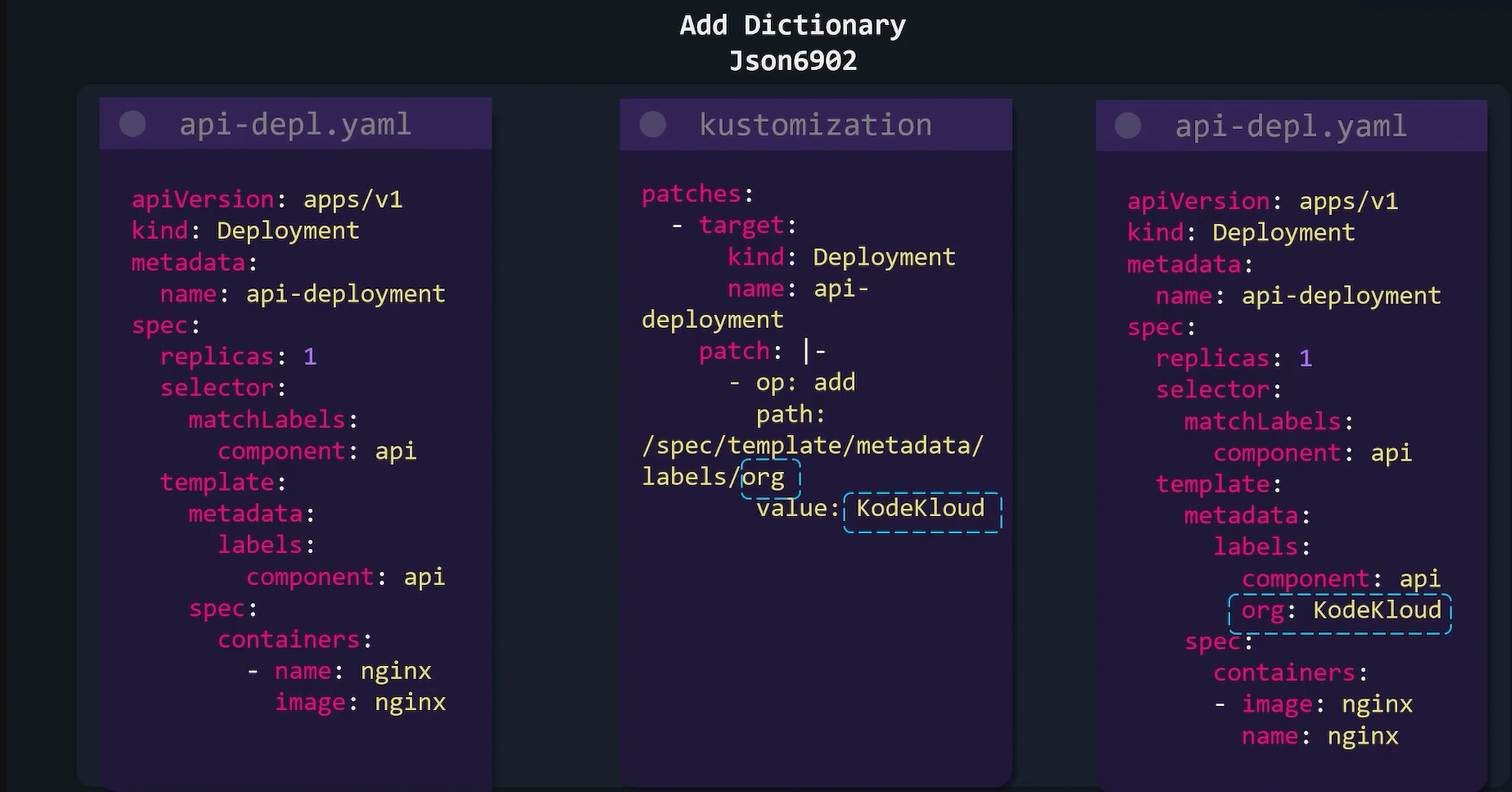 Add Dictionary
Json6902
api-depl.yaml
apiVersion: apps/v1
kind: Deployment
metadata:
  name: api-deployment
spec:
  replicas: 1
  selector:
    matchLabels:
      component: api
  template:
    metadata:
      labels:
        component: api
    spec:
      containers:
        - name: nginx
          image: nginx
kustomization
patches:
  - target:
      kind: Deployment
      name: api-
deployment
    patch: |-
      - op: add
        path:
/spec/template/metadata/
labels/org
        value: KodeKloud
api-depl.yaml
apiVersion: apps/v1
kind: Deployment
metadata:
  name: api-deployment
spec:
  replicas: 1
  selector:
    matchLabels:
      component: api
  template:
    metadata:
      labels:
        component: api
        org: KodeKloud
    spec:
      containers:
      - image: nginx
        name: nginx